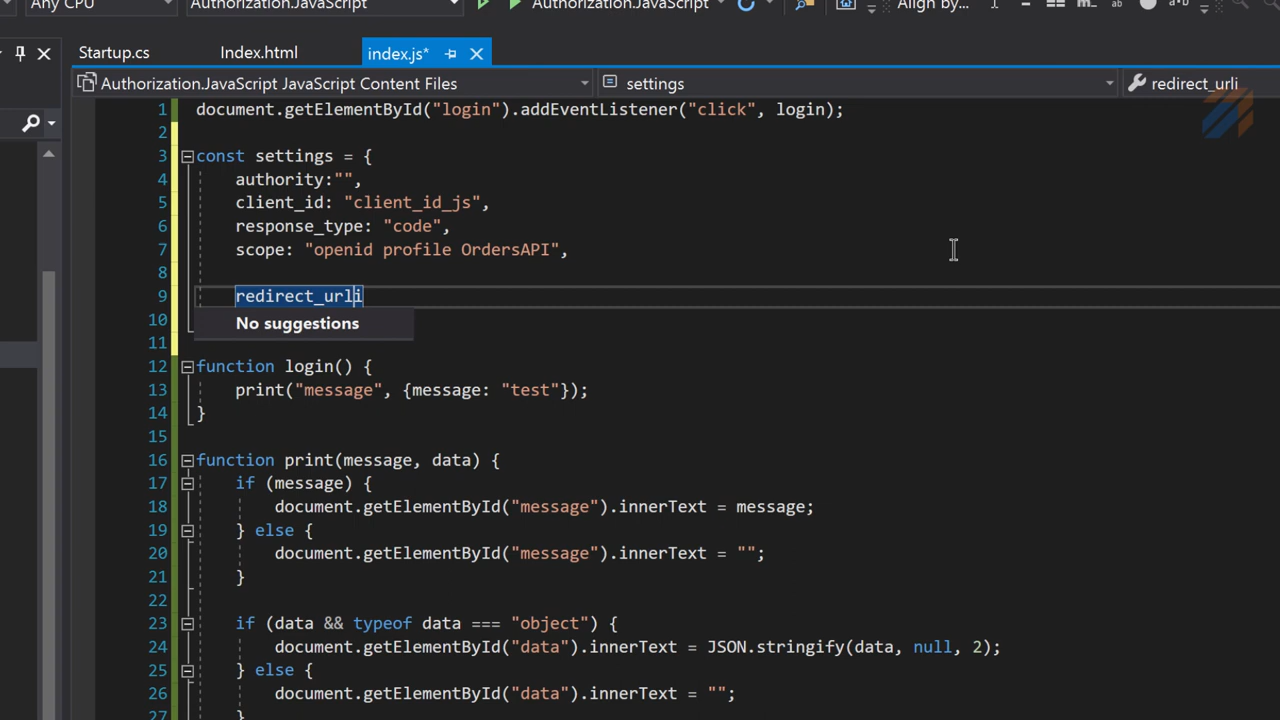 Any CPU Authorization.JavaScript Authorization.JavaScript Align by...
Startup.cs Index.html index.js*
Authorization.JavaScript JavaScript Content Files settings redirect_urli
1 document.getElementById("login").addEventListener("click", login);
2
3 const settings = {
4 authority:"",
5 client_id: "client_id_js",
6 response_type: "code",
7 scope: "openid profile OrdersAPI",
8
9 redirect_urli
No suggestions
10
11
12 function login() {
13 print("message", {message: "test"});
14 }
15
16 function print(message, data) {
17 if (message) {
18 document.getElementById("message").innerText = message;
19 } else {
20 document.getElementById("message").innerText = "";
21 }
22
23 if (data && typeof data === "object") {
24 document.getElementById("data").innerText = JSON.stringify(data, null, 2);
25 } else {
26 document.getElementById("data").innerText = "";
27 }